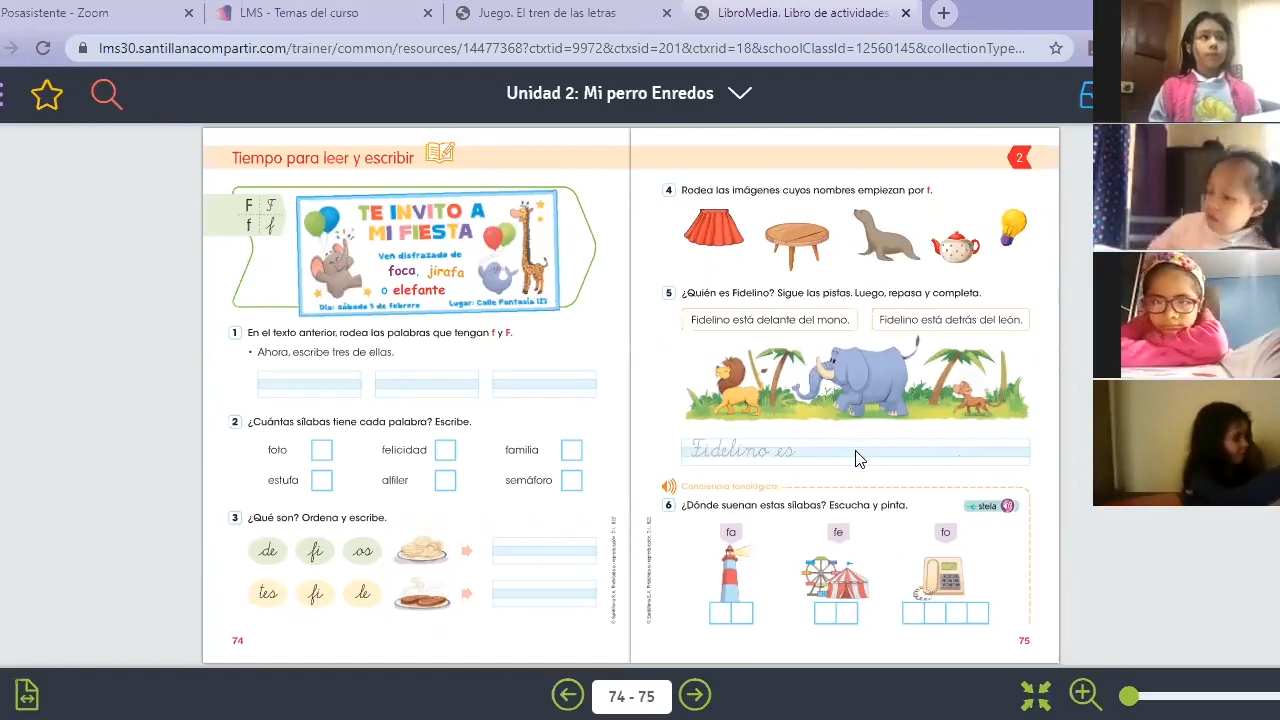 Posasistente - Zoom
LMS - Temas del curso
Juego. El tren de las letras
LibroMedia. Libro de actividades
lms30.santillanacompartir.com/trainer/common/resources/14477338?ctxtid=9972&ctxsid=201&ctxrid=18&schoolClassId=12560145&collectionType...
Unidad 2: Mi perro Enredos
Tiempo para leer y escribir
F F
f f
TE INVITO A
MI FIESTA
Ven disfrazado de
foca, jirafa
o elefante
Día: sábado 5 de febrero
Lugar: Calle Fantasía 121
1 En el texto anterior, rodea las palabras que tengan f y F.
• Ahora, escribe tres de ellas.
2 ¿Cuántas sílabas tiene cada palabra? Escribe.
foto felicidad familia
estufa alfiler semáforo
3 ¿Qué son? Ordena y escribe.
de fi os
tes fi le
74
2
4 Rodea las imágenes cuyos nombres empiezan por f.
5 ¿Quién es Fidelino? Sigue las pistas. Luego, repasa y completa.
Fidelino está delante del mono.
Fidelino está detrás del león.
Fidelino es
Conciencia fonológica
6 ¿Dónde suenan estas sílabas? Escucha y pinta.
stela
fa fe fo
75
74 - 75